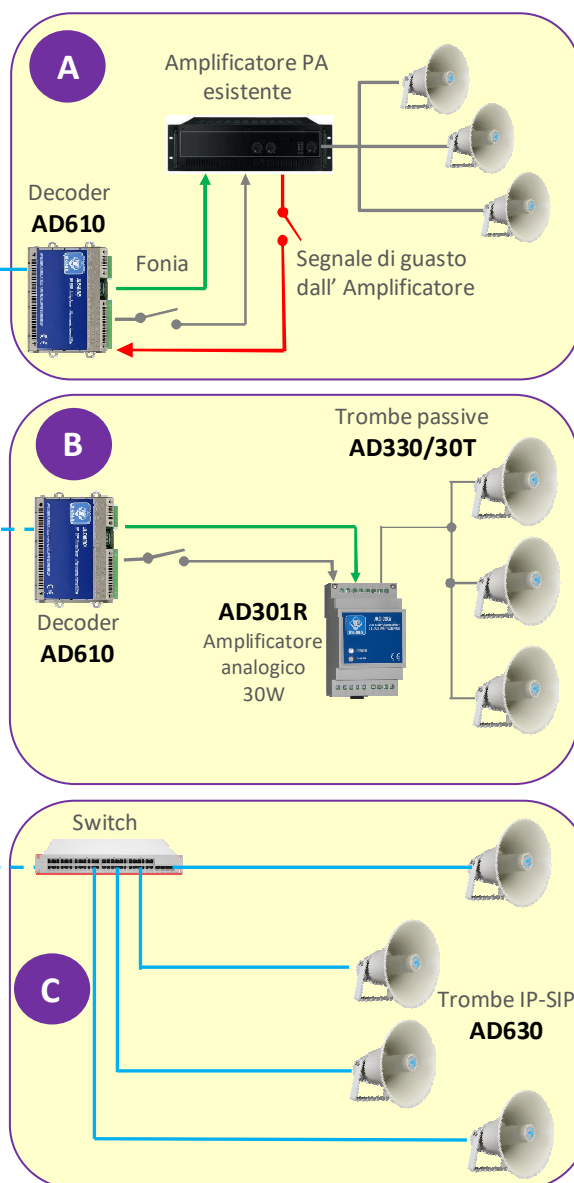 A
Amplificatore PA
esistente
Decoder
AD610
Fonia
Segnale di guasto
dall’ Amplificatore
B
Trombe passive
AD330/30T
Decoder
AD610
AD301R
Amplificatore
analogico
30W
Switch
C
Trombe IP-SIP
AD630